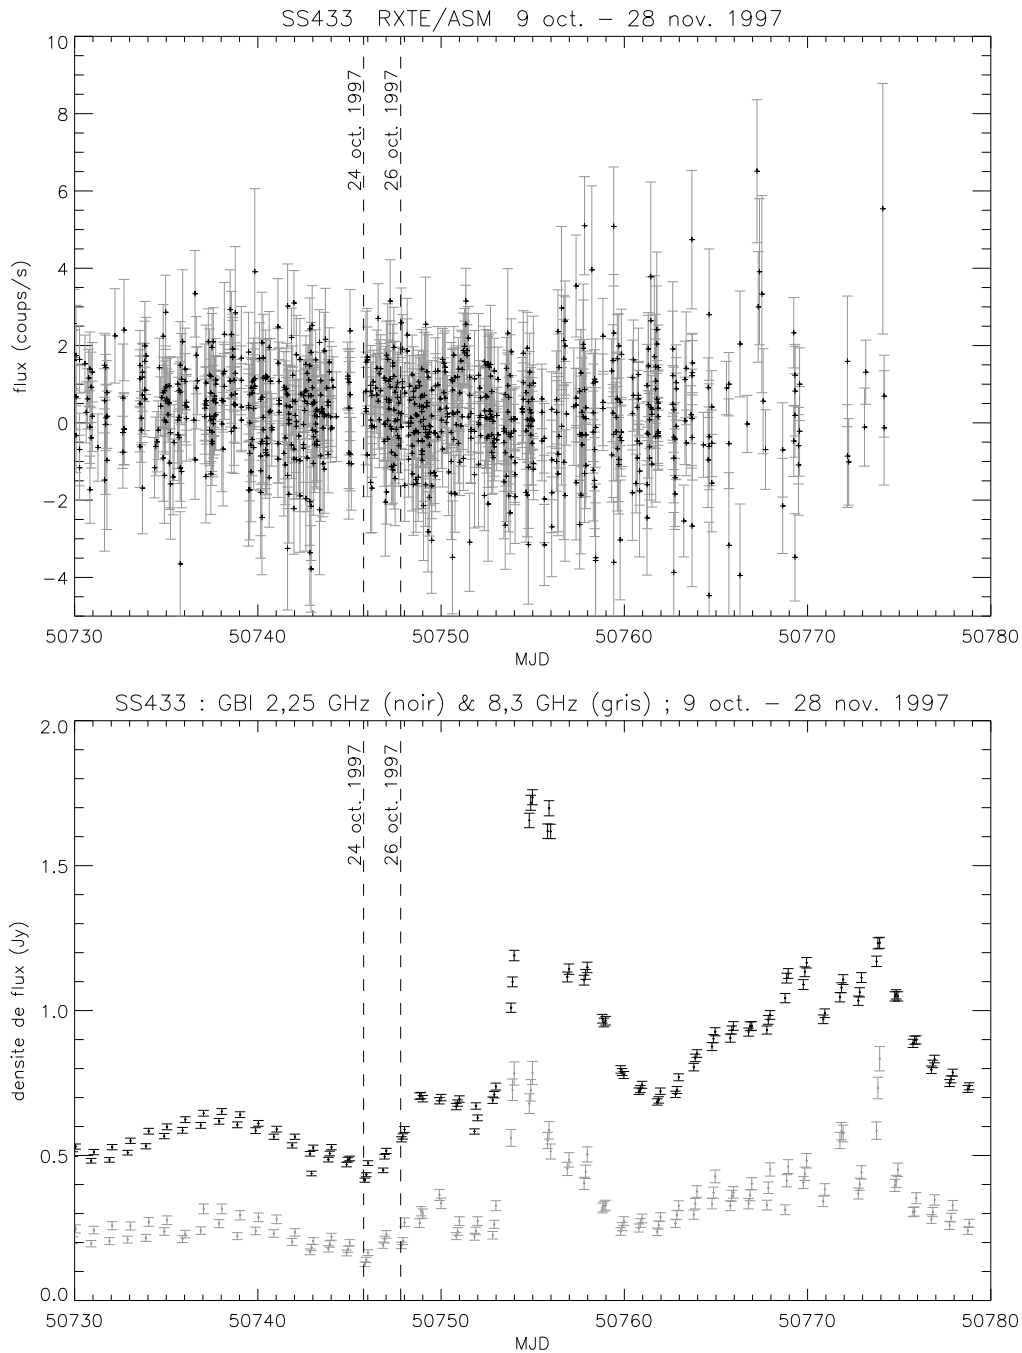 SS433 RXTE/ASM 9 oct. – 28 nov. 1997
10
8
6
4
2
0
−2
−4
flux (coups/s)
24 oct. 1997
26 oct. 1997
50730 50740 50750 50760 50770 50780
MJD
SS433 : GBI 2,25 GHz (noir) & 8,3 GHz (gris) ; 9 oct. – 28 nov. 1997
2.0
1.5
1.0
0.5
0.0
densite de flux (Jy)
24 oct. 1997
26 oct. 1997
50730 50740 50750 50760 50770 50780
MJD